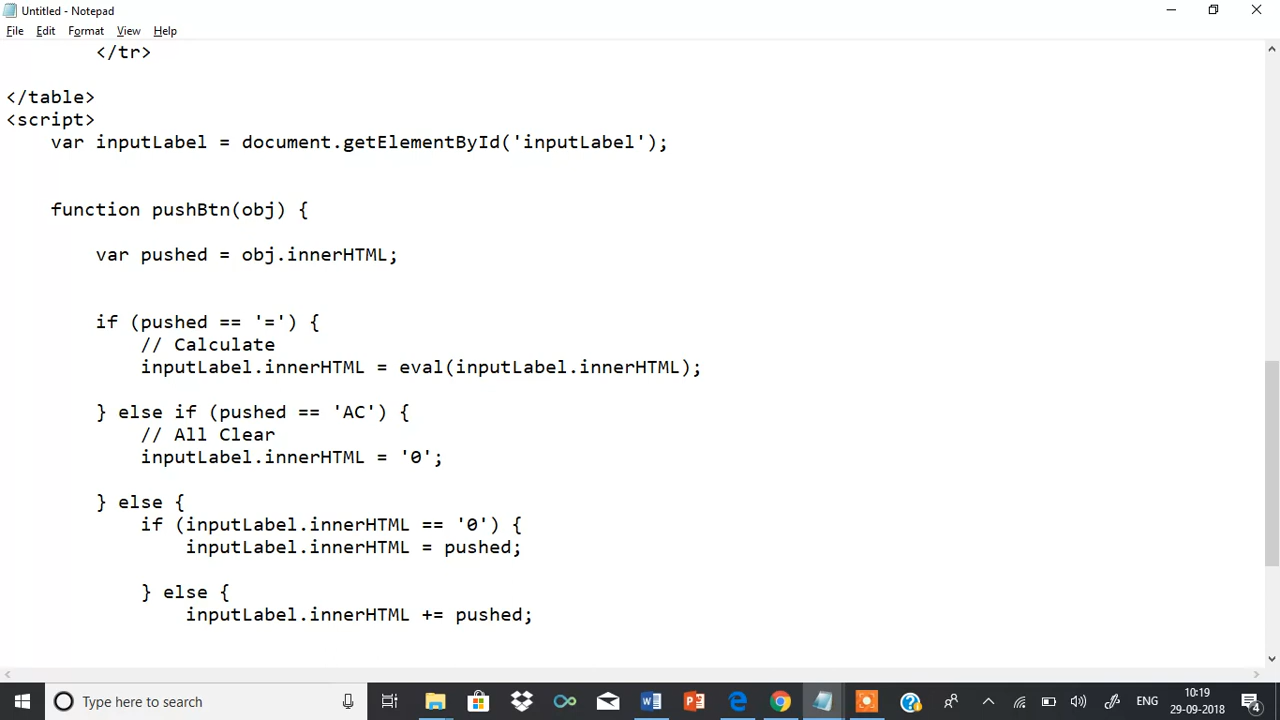 Untitled - Notepad
File Edit Format View Help
</tr>
</table>
<script>
var inputLabel = document.getElementById('inputLabel');
function pushBtn(obj) {
var pushed = obj.innerHTML;
if (pushed == '=') {
// Calculate
inputLabel.innerHTML = eval(inputLabel.innerHTML);
} else if (pushed == 'AC') {
// All Clear
inputLabel.innerHTML = '0';
} else {
if (inputLabel.innerHTML == '0') {
inputLabel.innerHTML = pushed;
} else {
inputLabel.innerHTML += pushed;
Type here to search
ENG
10:19
29-09-2018
4